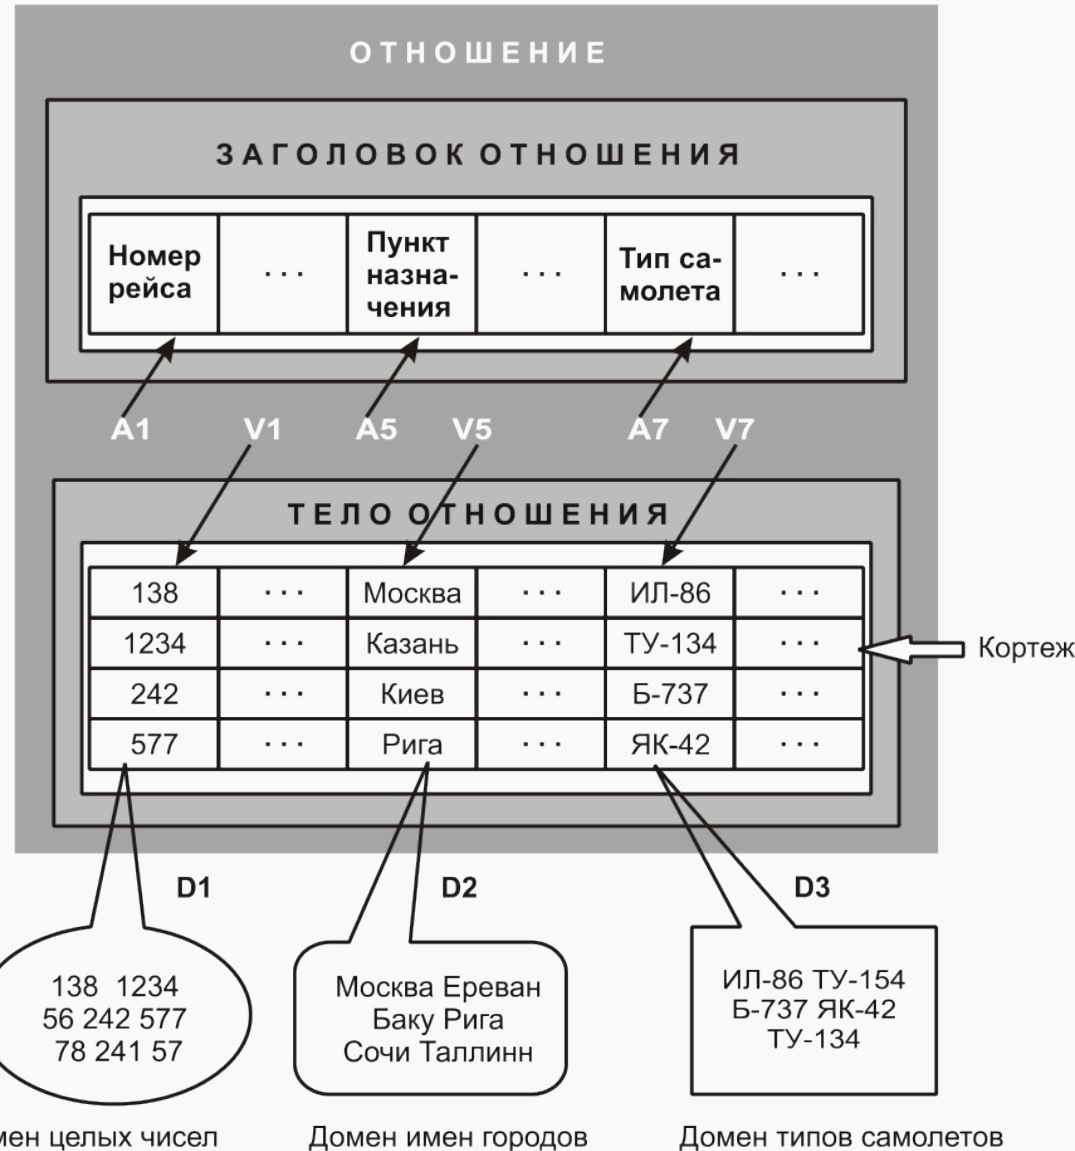 ОТНОШЕНИЕ
ЗАГОЛОВОК ОТНОШЕНИЯ
Номер рейса ... Пункт назна-чения ... Тип са-молета ...
A1 V1 A5 V5 A7 V7
ТЕЛО ОТНОШЕНИЯ
138 ... Москва ... ИЛ-86 ...
1234 ... Казань ... ТУ-134 ...
Кортеж
242 ... Киев ... Б-737 ...
577 ... Рига ... ЯК-42 ...
D1 D2 D3
138 1234
56 242 577
78 241 57
Москва Ереван
Баку Рига
Сочи Таллинн
ИЛ-86 ТУ-154
Б-737 ЯК-42
ТУ-134
мен целых чисел
Домен имен городов
Домен типов самолетов